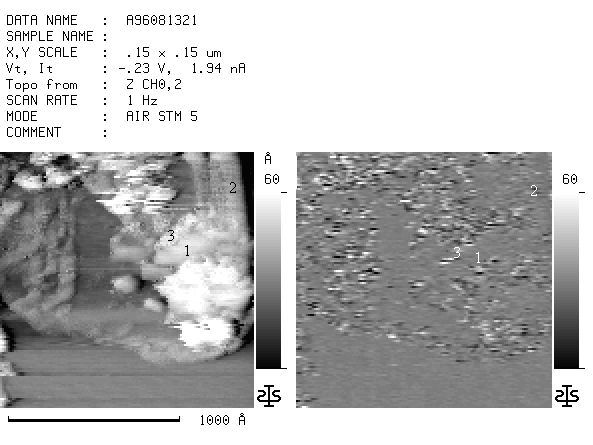 DATA NAME : A96081321
SAMPLE NAME :
X,Y SCALE : .15 x .15 um
Vt, It : -.23 V, 1.94 nA
Topo from : Z CH0,2
SCAN RATE : 1 Hz
MODE : AIR STM 5
COMMENT :
Å
60
60
2
2
3
1
3
1
1000 Å